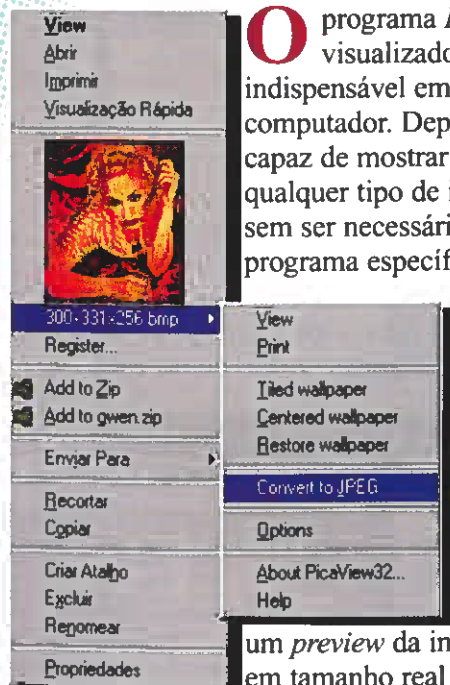 View
Abrir
Imprimir
Visualização Rápida
300×331×256 bmp
Register...
Add to Zip
Add to gwen.zip
Enviar Para
Recortar
Copiar
Criar Atalho
Excluir
Renomear
Propriedades
View
Print
Tiled wallpaper
Centered wallpaper
Restore wallpaper
Convert to JPEG
Options
About PicaView32...
Help
O programa
visualizado
indispensável em
computador. Dep
capaz de mostrar
qualquer tipo de
sem ser necessári
programa específ
um preview da in
em tamanho real